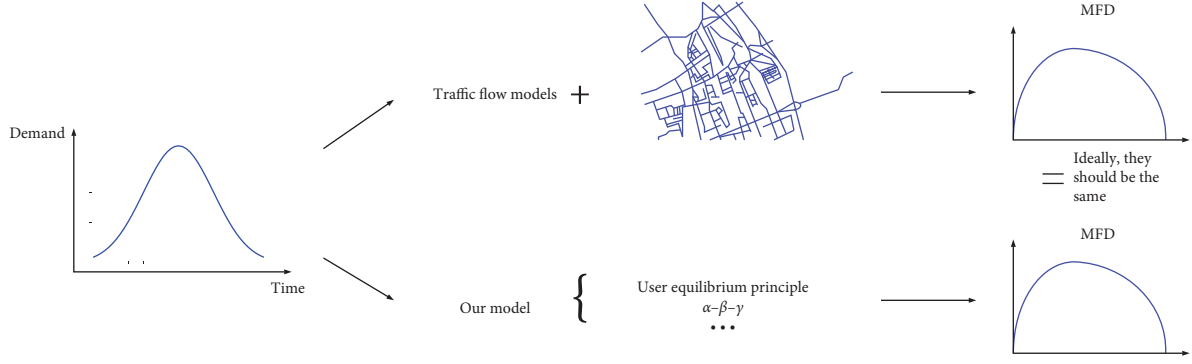 MFD
Traffic flow models +
Demand
Ideally, they
should be the
same
=
MFD
Time
User equilibrium principle
Our model {
α–β–γ
•••